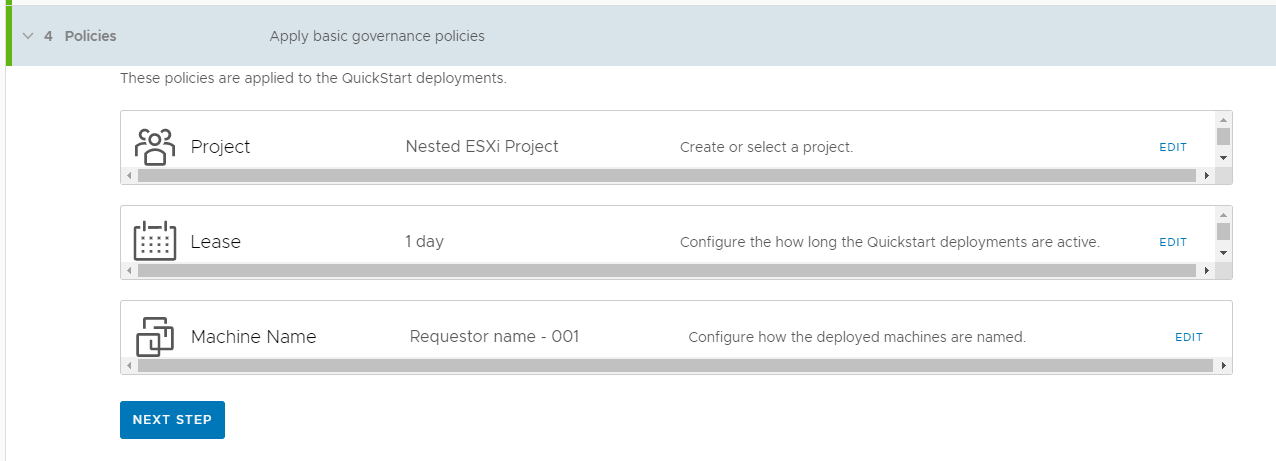 4 Policies Apply basic governance policies
These policies are applied to the QuickStart deployments.
Project Nested ESXi Project Create or select a project. EDIT
Lease 1 day Configure the how long the Quickstart deployments are active. EDIT
Machine Name Requestor name - 001 Configure how the deployed machines are named. EDIT
NEXT STEP